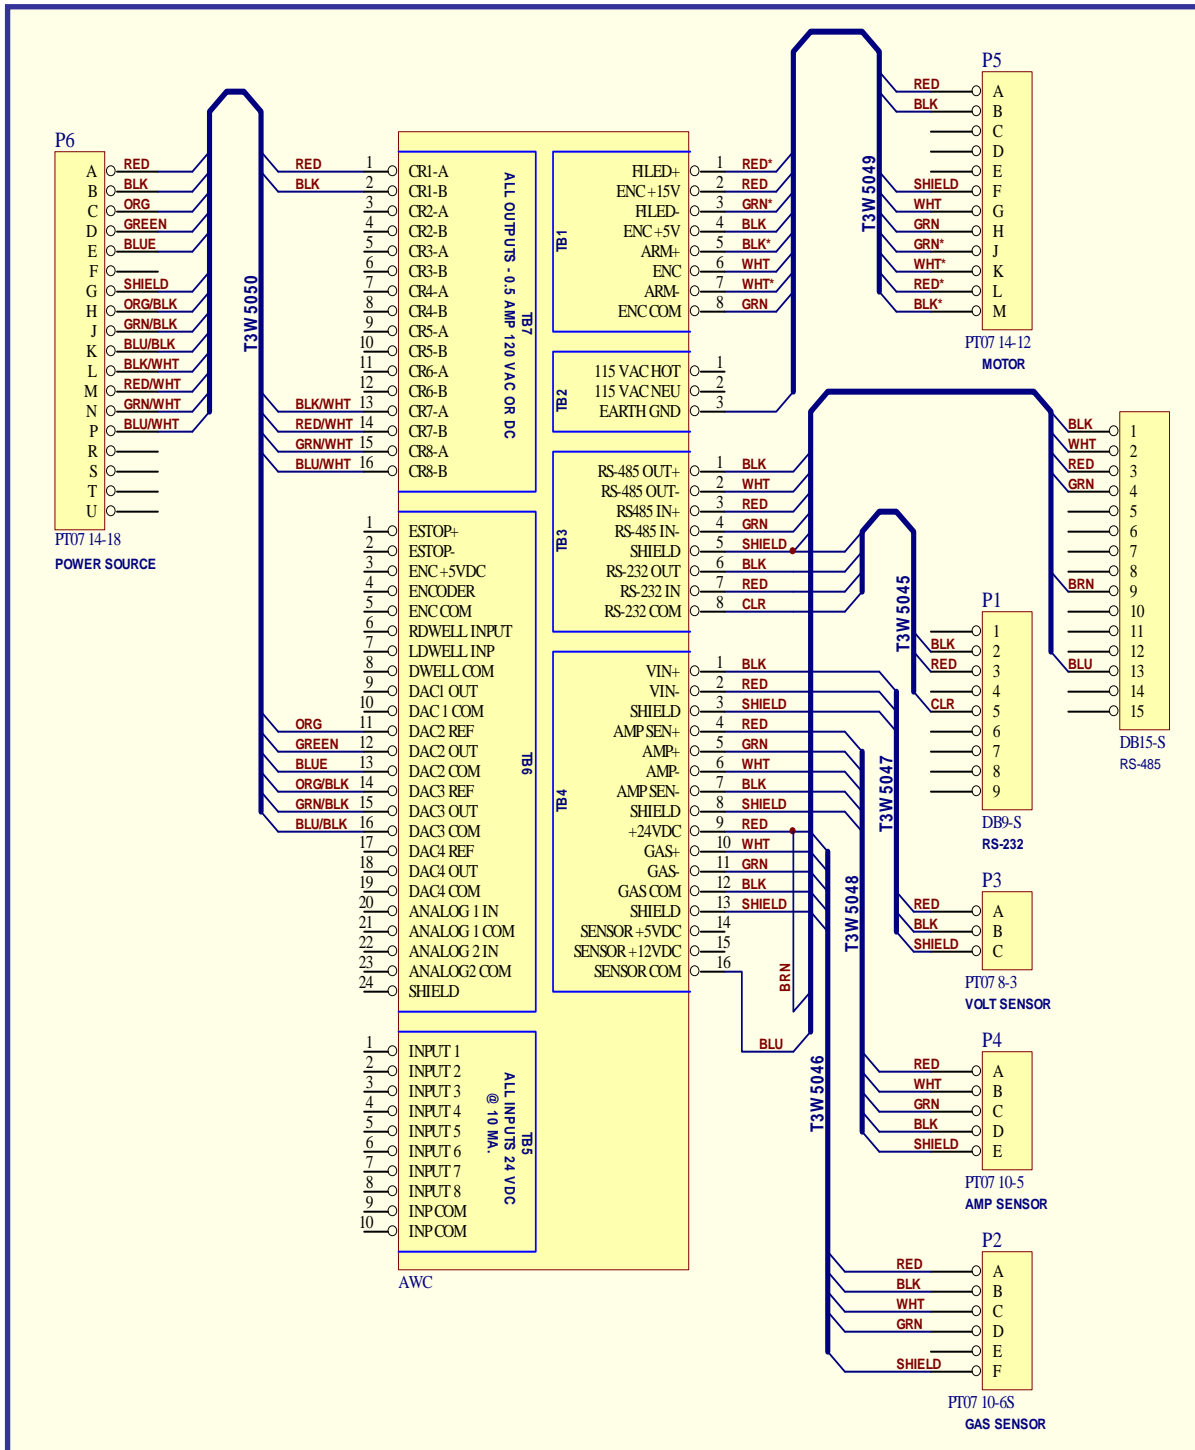 P6
A RED
B BLK
C ORG
D GREEN
E BLUE
F
G SHIELD
H ORG/BLK
J GRN/BLK
K BLU/BLK
L BLK/WHT
M RED/WHT
N GRN/WHT
P BLU/WHT
R
S
T
U
PT07 14-18
POWER SOURCE
T3W5050
RED 1 CR1-A
BLK 2 CR1-B
3 CR2-A
4 CR2-B
5 CR3-A
6 CR3-B
7 CR4-A
8 CR4-B
9 CR5-A
10 CR5-B
11 CR6-A
12 CR6-B
BLK/WHT 13 CR7-A
RED/WHT 14 CR7-B
GRN/WHT 15 CR8-A
BLU/WHT 16 CR8-B
TB7
ALL OUTPUTS - 0.5 AMP 120 VAC OR DC
1 ESTOP+
2 ESTOP-
3 ENC +5VDC
4 ENCODER
5 ENC COM
6 RDWELL INPUT
7 LDWELL INP
8 DWELL COM
9 DAC1 OUT
10 DAC 1 COM
ORG 11 DAC2 REF
GREEN 12 DAC2 OUT
BLUE 13 DAC2 COM
ORG/BLK 14 DAC3 REF
GRN/BLK 15 DAC3 OUT
BLU/BLK 16 DAC3 COM
17 DAC4 REF
18 DAC4 OUT
19 DAC4 COM
20 ANALOG 1 IN
21 ANALOG 1 COM
22 ANALOG 2 IN
23 ANALOG2 COM
24 SHIELD
TB6
1 INPUT 1
2 INPUT 2
3 INPUT 3
4 INPUT 4
5 INPUT 5
6 INPUT 6
7 INPUT 7
8 INPUT 8
9 INP COM
10 INP COM
TB5
ALL INPUTS 24 VDC
@ 10 MA.
AWC
TB1
FILED+ 1 RED*
ENC +15V 2 RED
FILED- 3 GRN*
ENC +5V 4 BLK
ARM+ 5 BLK*
ENC 6 WHT
ARM- 7 WHT*
ENC COM 8 GRN
TB2
115 VAC HOT 1
115 VAC NEU 2
EARTH GND 3
TB3
RS-485 OUT+ 1 BLK
RS-485 OUT- 2 WHT
RS485 IN+ 3 RED
RS-485 IN- 4 GRN
SHIELD 5 SHIELD
RS-232 OUT 6 BLK
RS-232 IN 7 RED
RS-232 COM 8 CLR
TB4
VIN+ 1 BLK
VIN- 2 RED
SHIELD 3 SHIELD
AMP SEN+ 4 RED
AMP+ 5 GRN
AMP- 6 WHT
AMP SEN- 7 BLK
SHIELD 8 SHIELD
+24VDC 9 RED
GAS+ 10 WHT
GAS- 11 GRN
GAS COM 12 BLK
SHIELD 13 SHIELD
SENSOR +5VDC 14
SENSOR +12VDC 15
SENSOR COM 16
BRN
BLU
T3W5049
T3W5045
T3W5047
T3W5048
T3W5046
P5
RED A
BLK B
C
D
E
SHIELD F
WHT G
GRN H
GRN* J
WHT* K
RED* L
BLK* M
PT07 14-12
MOTOR
BLK 1
WHT 2
RED 3
GRN 4
5
6
7
8
BRN 9
10
11
12
BLU 13
14
15
DB15-S
RS-485
P1
1
BLK 2
RED 3
4
CLR 5
6
7
8
9
DB9-S
RS-232
P3
RED A
BLK B
SHIELD C
PT07 8-3
VOLT SENSOR
P4
RED A
WHT B
GRN C
BLK D
SHIELD E
PT07 10-5
AMP SENSOR
P2
RED A
BLK B
WHT C
GRN D
E
SHIELD F
PT07 10-6S
GAS SENSOR